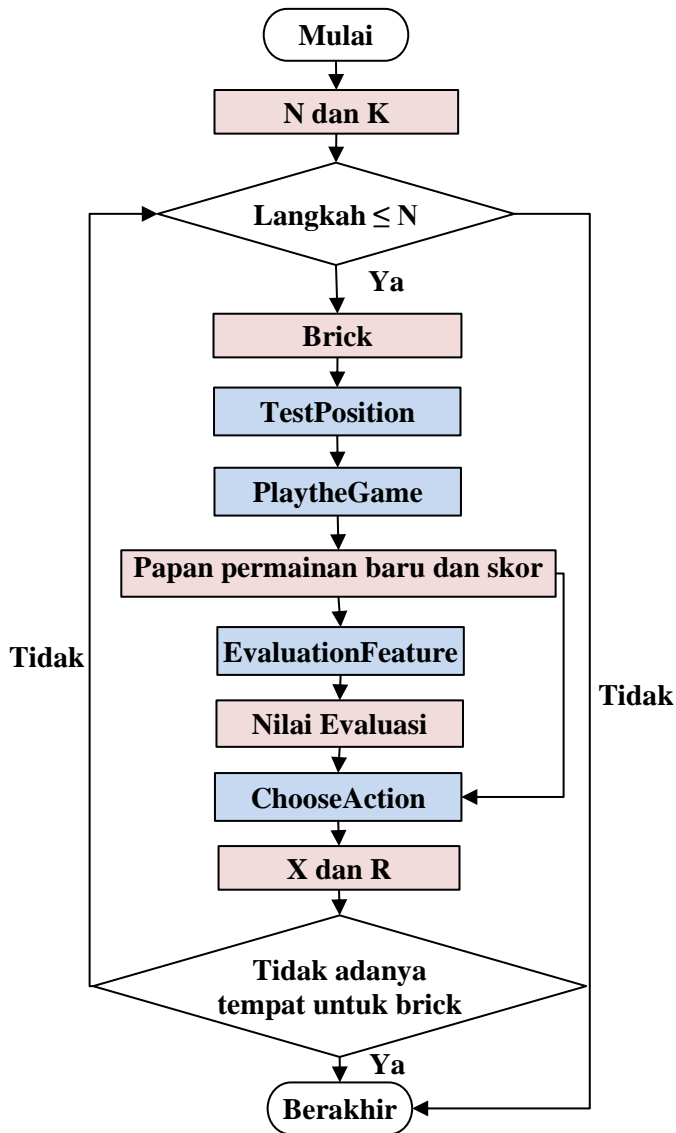 Mulai
N dan K
Langkah ≤ N
Ya
Brick
TestPosition
PlaytheGame
Papan permainan baru dan skor
EvaluationFeature
Tidak
Tidak
Nilai Evaluasi
ChooseAction
X dan R
Tidak adanya
tempat untuk brick
Ya
Berakhir